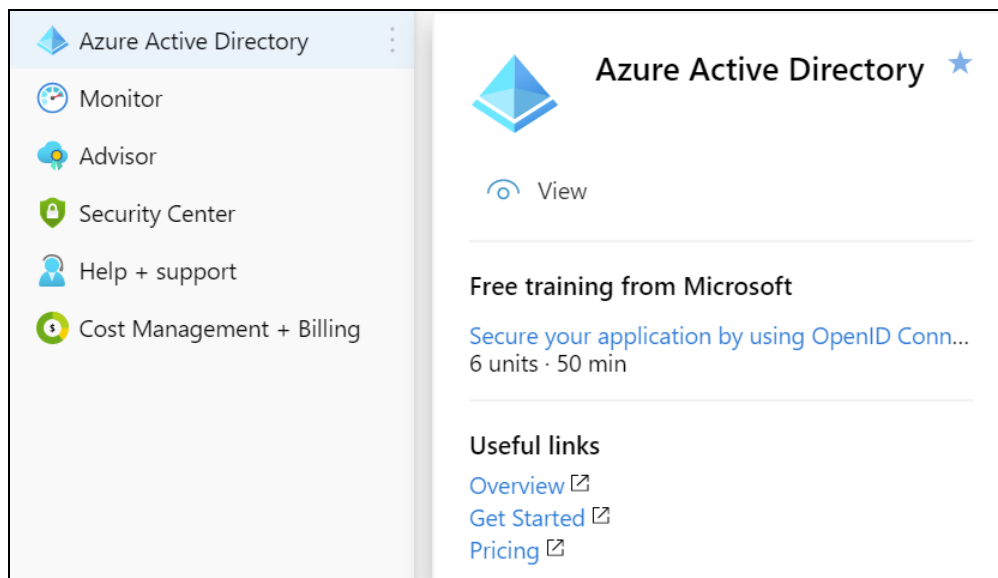 Azure Active Directory
Monitor
Advisor
Security Center
Help + support
Cost Management + Billing
Azure Active Directory
View
Free training from Microsoft
Secure your application by using OpenID Conn...
6 units · 50 min
Useful links
Overview
Get Started
Pricing